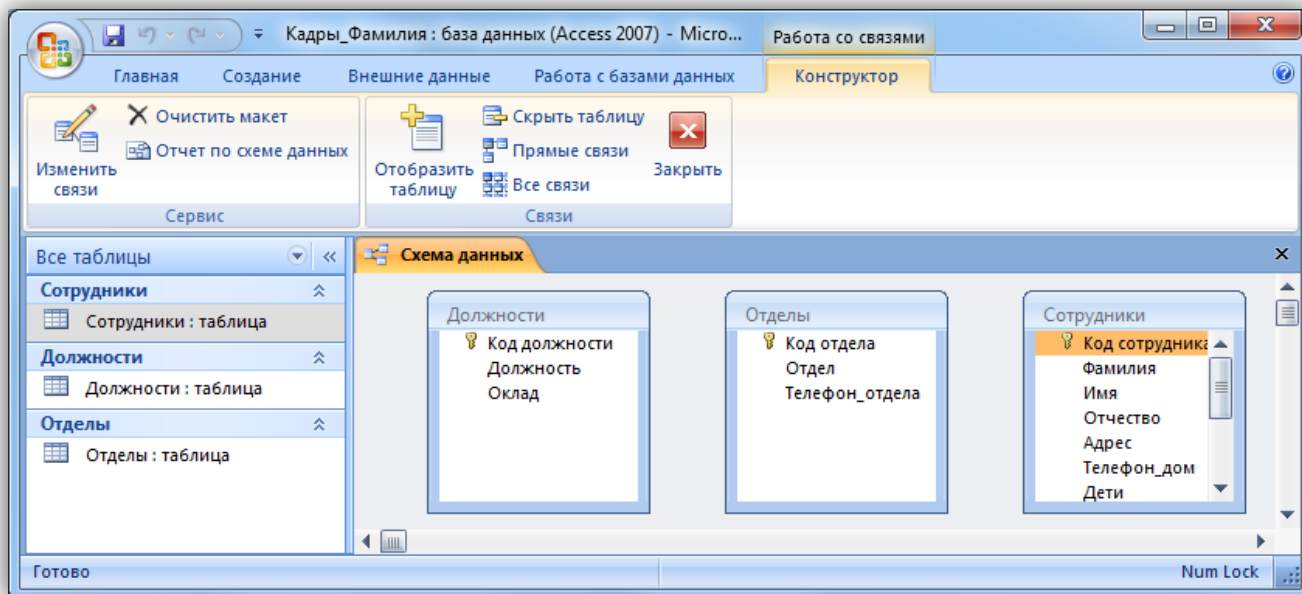 Кадры_Фамилия : база данных (Access 2007) - Micro...
Работа со связями
Главная
Создание
Внешние данные
Работа с базами данных
Конструктор
Изменить
связи
Очистить макет
Отчет по схеме данных
Сервис
Отобразить
таблицу
Скрыть таблицу
Прямые связи
Все связи
Закрыть
Связи
Все таблицы
Сотрудники
Сотрудники : таблица
Должности
Должности : таблица
Отделы
Отделы : таблица
Схема данных
Должности
Код должности
Должность
Оклад
Отделы
Код отдела
Отдел
Телефон_отдела
Сотрудники
Код сотрудника
Фамилия
Имя
Отчество
Адрес
Телефон_дом
Дети
Готово
Num Lock